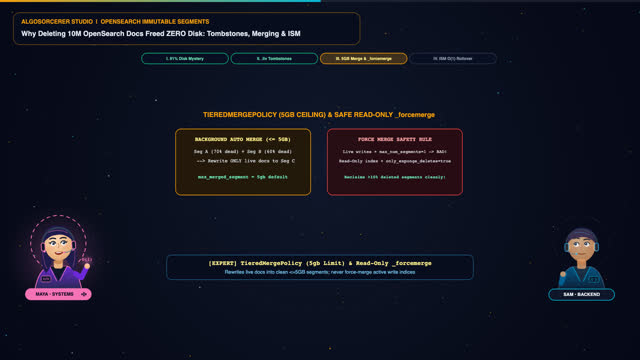 ALGOSORCERER STUDIO | OPENSEARCH IMMUTABLE SEGMENTS
Why Deleting 10M OpenSearch Docs Freed ZERO Disk: Tombstones, Merging & ISM
I. 91% Disk Mystery
II. .liv Tombstones
III. 5GB Merge & _forcemerge
IV. ISM O(1) Rollover
TIEREDMERGEPOLICY (5GB CEILING) & SAFE READ-ONLY _forcemerge
BACKGROUND AUTO MERGE (<= 5GB)
Seg A (70% dead) + Seg B (60% dead)
--> Rewrite ONLY live docs to Seg C
max_merged_segment = 5gb default
FORCE MERGE SAFETY RULE
Live writes + max_num_segments=1 -> BAD!
Read-Only index + only_expunge_deletes=true
Reclaims >10% deleted segments cleanly!
[EXPERT] TieredMergePolicy (5gb Limit) & Read-Only _forcemerge
Rewrites live docs into clean <=5GB segments; never force-merge active write indices
MAYA • SYSTEMS
SAM • BACKEND